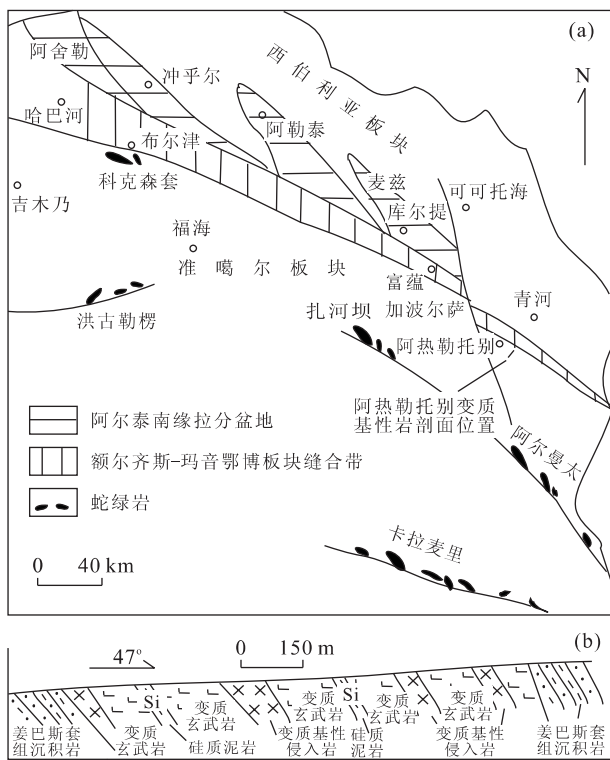 (a)
阿舍勒
冲乎尔
西伯利亚板块
N
哈巴河
阿勒泰
布尔津
科克森套
麦兹
可可托海
吉木乃
库尔提
福海
准噶尔板块
富蕴
青河
洪古勒楞
扎河坝
加波尔萨
阿热勒托别
阿热勒托别变质
基性岩剖面位置
阿尔泰南缘拉分盆地
阿尔曼太
额尔齐斯–玛音鄂博板块缝合带
蛇绿岩
卡拉麦里
0 40 km
(b)
47°
0 150 m
Si
Si
姜巴斯套
组沉积岩
变质
玄武岩
变质
玄武岩
硅质泥岩
变质
玄武岩
变质基性
侵入岩
硅质
泥岩
变质
玄武岩
变质
玄武岩
变质基性
侵入岩
姜巴斯套
组沉积岩